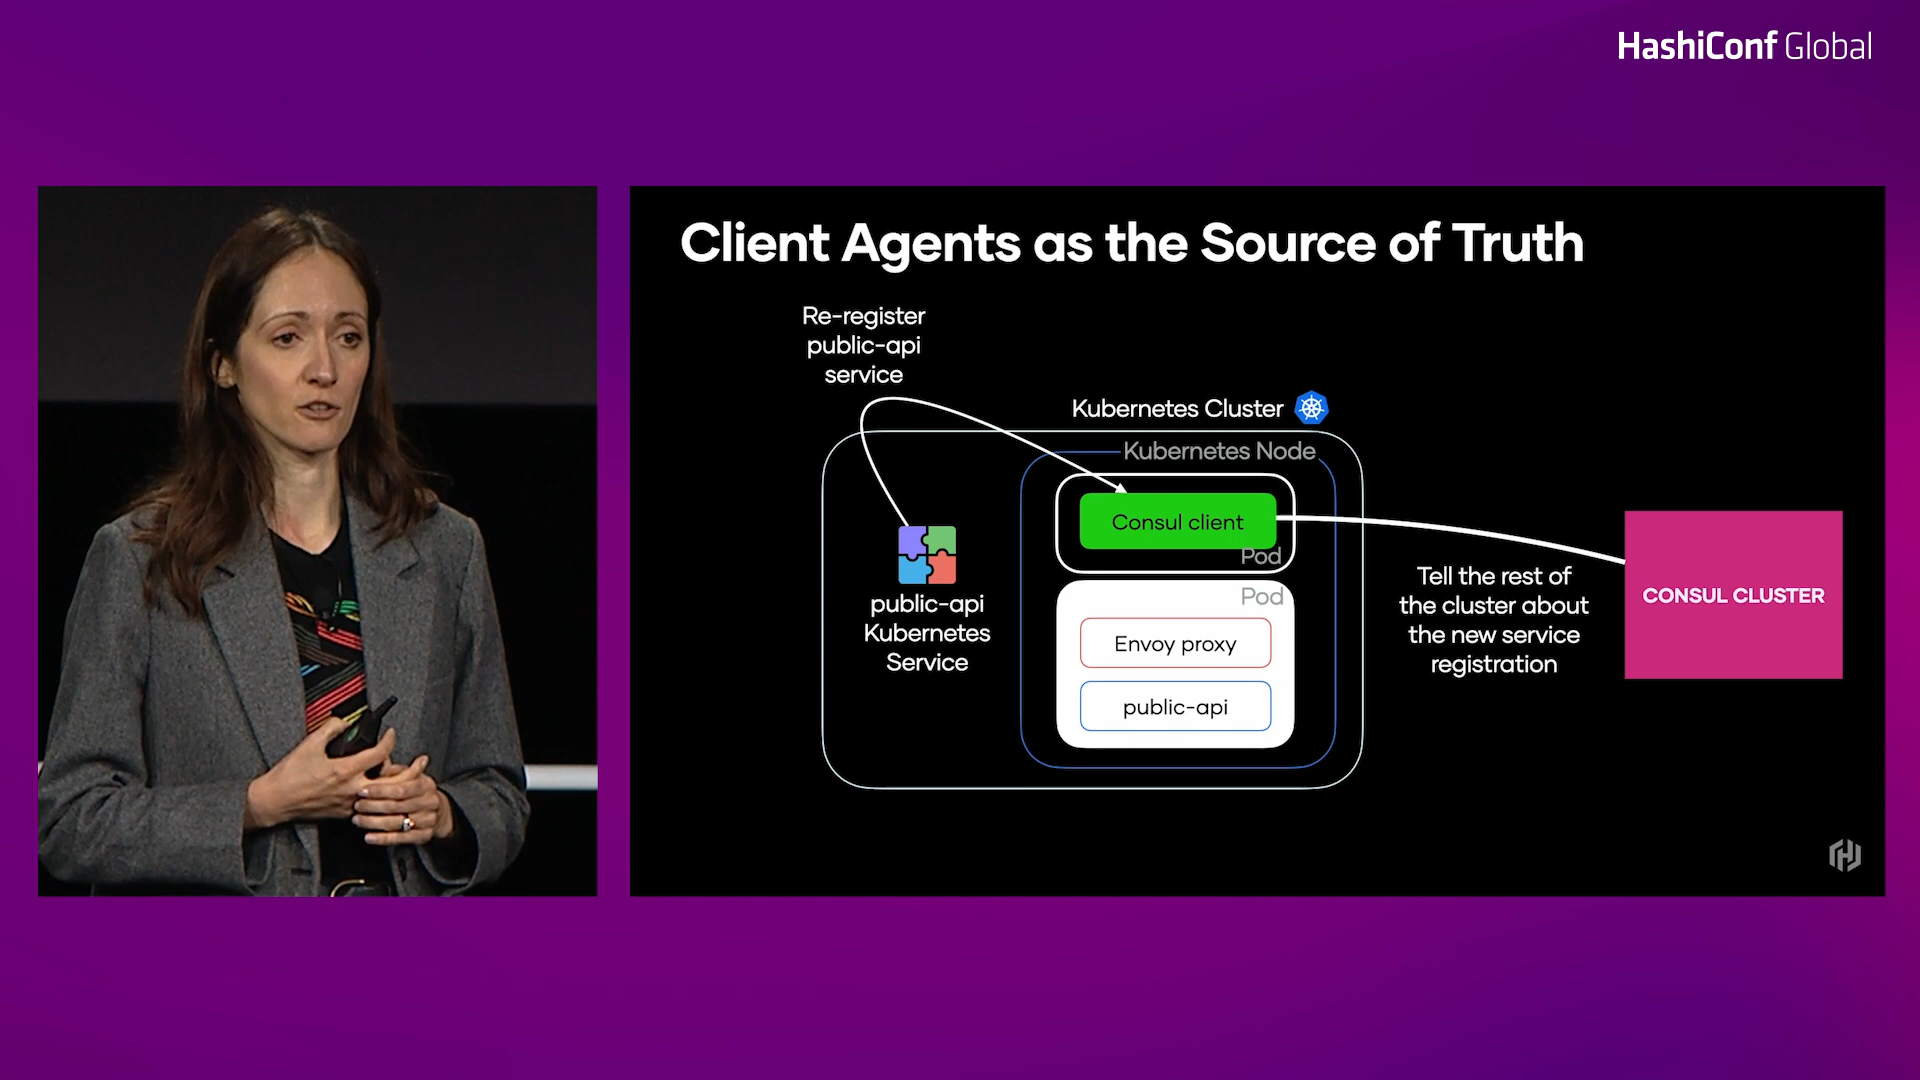 HashiConf Global
Client Agents as the Source of Truth
Re-register
public-api
service
Kubernetes Cluster
Kubernetes Node
Consul client
Pod
Pod
Envoy proxy
public-api
public-api
Kubernetes
Service
Tell the rest of
the cluster about
the new service
registration
CONSUL CLUSTER